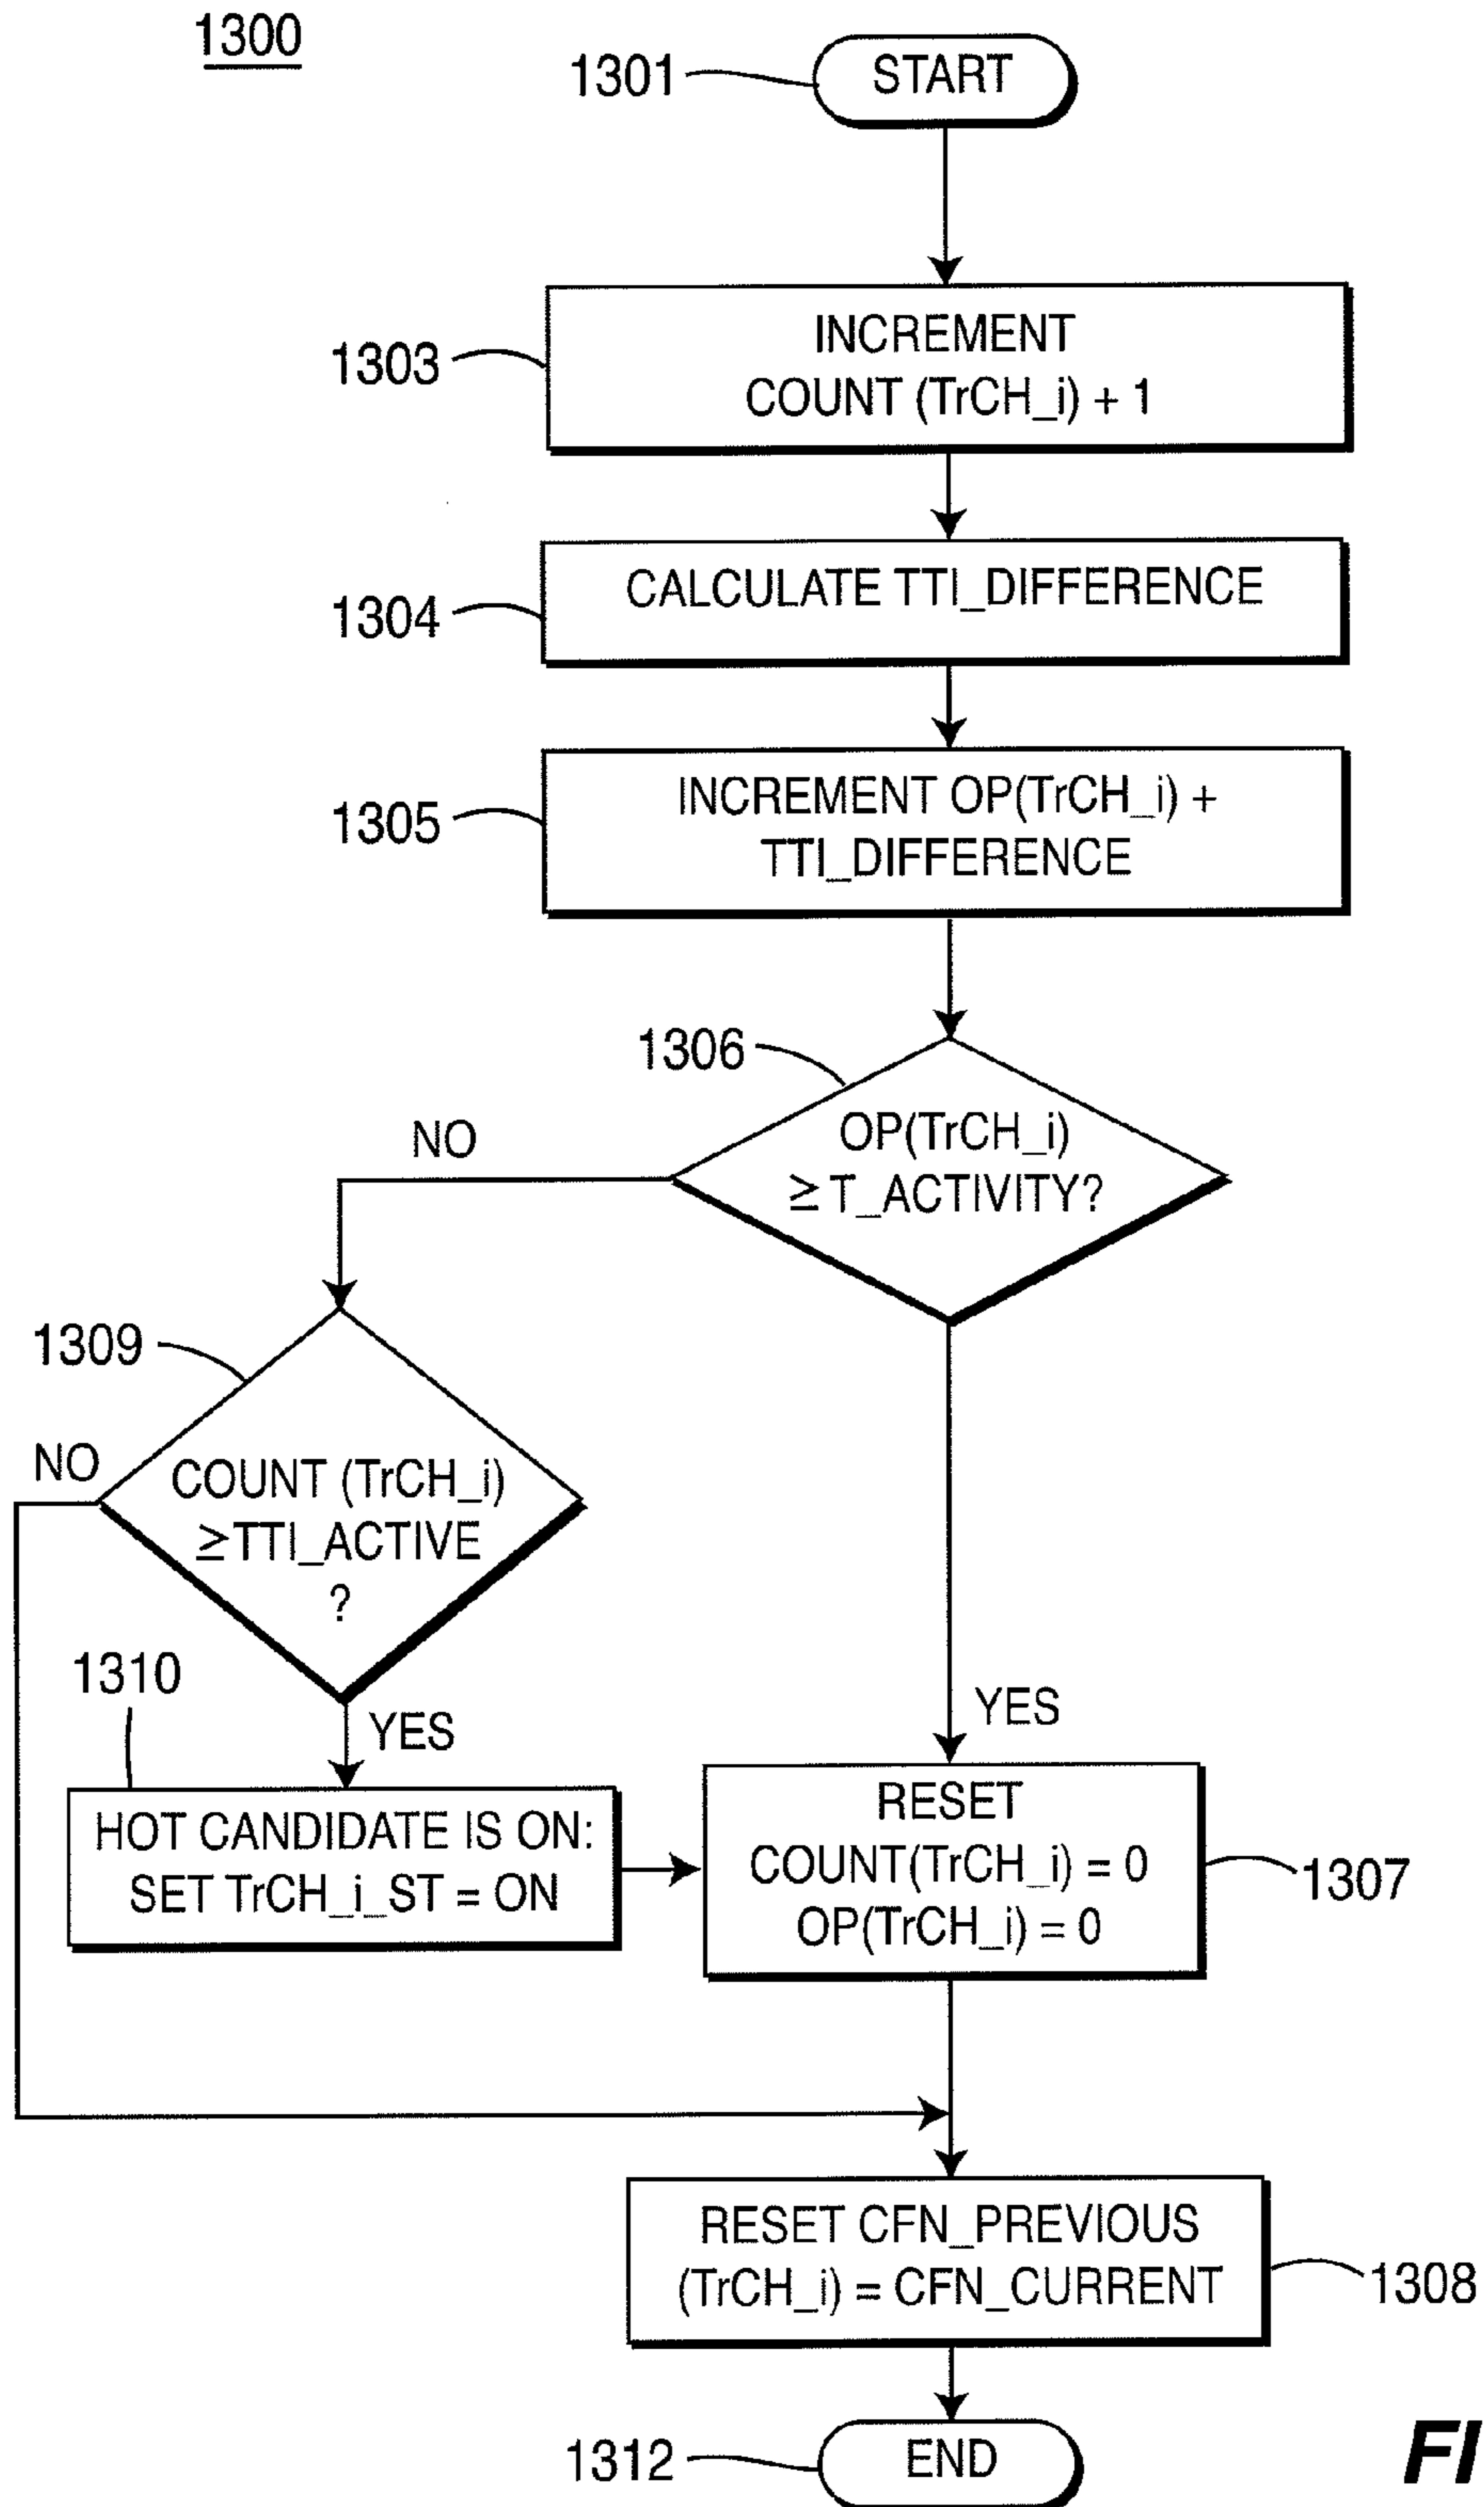 1300
1301
START
1303
INCREMENT
COUNT (TrCH_i) + 1
1304
CALCULATE TTI_DIFFERENCE
1305
INCREMENT OP(TrCH_i) +
TTI_DIFFERENCE
1306
OP(TrCH_i)
≥ T_ACTIVITY?
NO
1309
NO
COUNT (TrCH_i)
≥TTI_ACTIVE
?
1310
YES
YES
HOT CANDIDATE IS ON:
SET TrCH_i_ST = ON
RESET
COUNT(TrCH_i) = 0
OP(TrCH_i) = 0
1307
RESET CFN_PREVIOUS
(TrCH_i) = CFN_CURRENT
1308
1312
END
FI